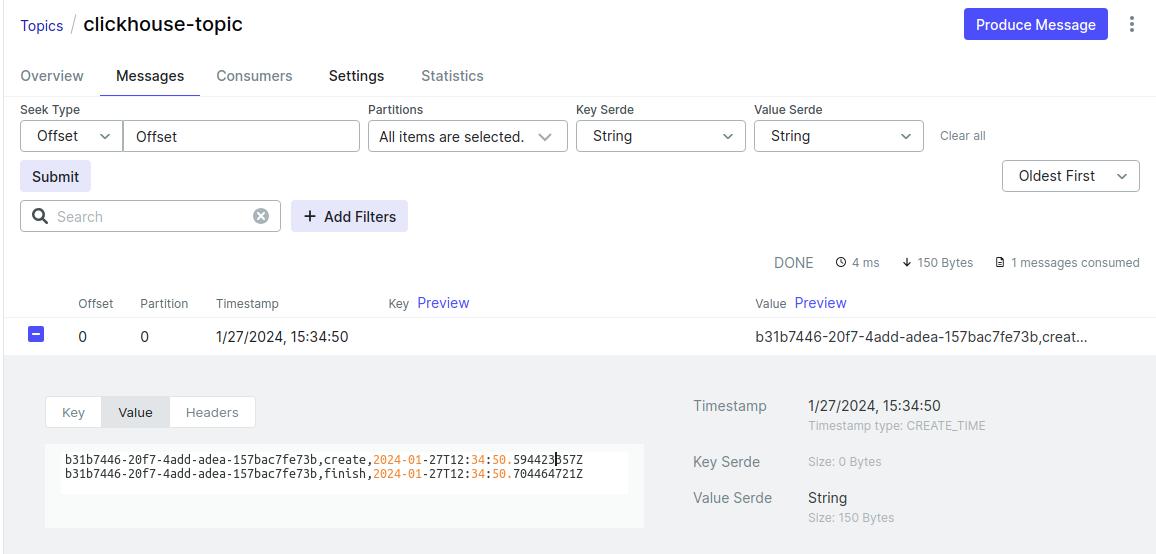 Topics / clickhouse-topic
Produce Message
Overview Messages Consumers Settings Statistics
Seek Type Partitions Key Serde Value Serde
Offset Offset All items are selected. String String Clear all
Submit Oldest First
Search Add Filters
DONE 4 ms 150 Bytes 1 messages consumed
Offset Partition Timestamp Key Preview Value Preview
0 0 1/27/2024, 15:34:50 b31b7446-20f7-4add-adea-157bac7fe73b,creat...
Key Value Headers
b31b7446-20f7-4add-adea-157bac7fe73b,create,2024-01-27T12:34:50.594423357Z
b31b7446-20f7-4add-adea-157bac7fe73b,finish,2024-01-27T12:34:50.704464721Z
Timestamp 1/27/2024, 15:34:50
Timestamp type: CREATE_TIME
Key Serde Size: 0 Bytes
Value Serde String
Size: 150 Bytes